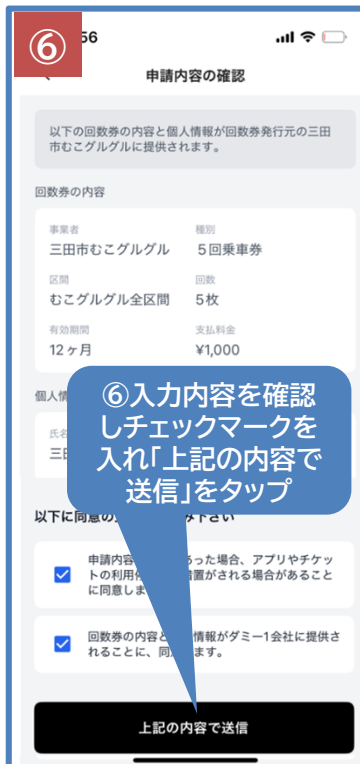 ⑥
56
申請内容の確認
以下の回数券の内容と個人情報が回数券発行元の三田
市むこグルグルに提供されます。
回数券の内容
事業者
種別
三田市むこグルグル
5回乗車券
区間
回数
むこグルグル全区間
5枚
有効期間
支払料金
12ヶ月
¥1,000
⑥入力内容を確認
しチェックマークを
入れ「上記の内容で
送信」をタップ
個人情
氏名
以下に同意の
み下さい
申請内容
あった場合、アプリやチケッ
トの利用
措置がされる場合があること
に同意しま
回数券の内容と
情報がダミー1会社に提供さ
れることに、同
ます。
上記の内容で送信